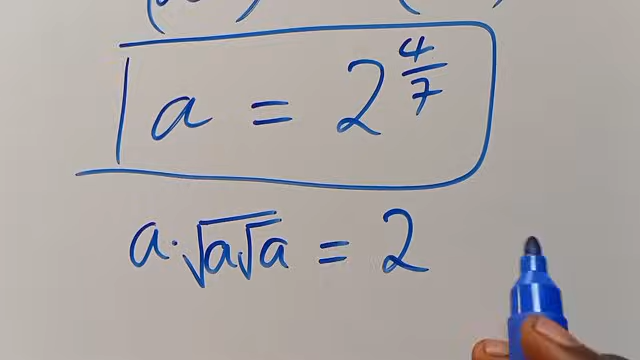 a = 2^{4/7}
a·√(a√a) = 2